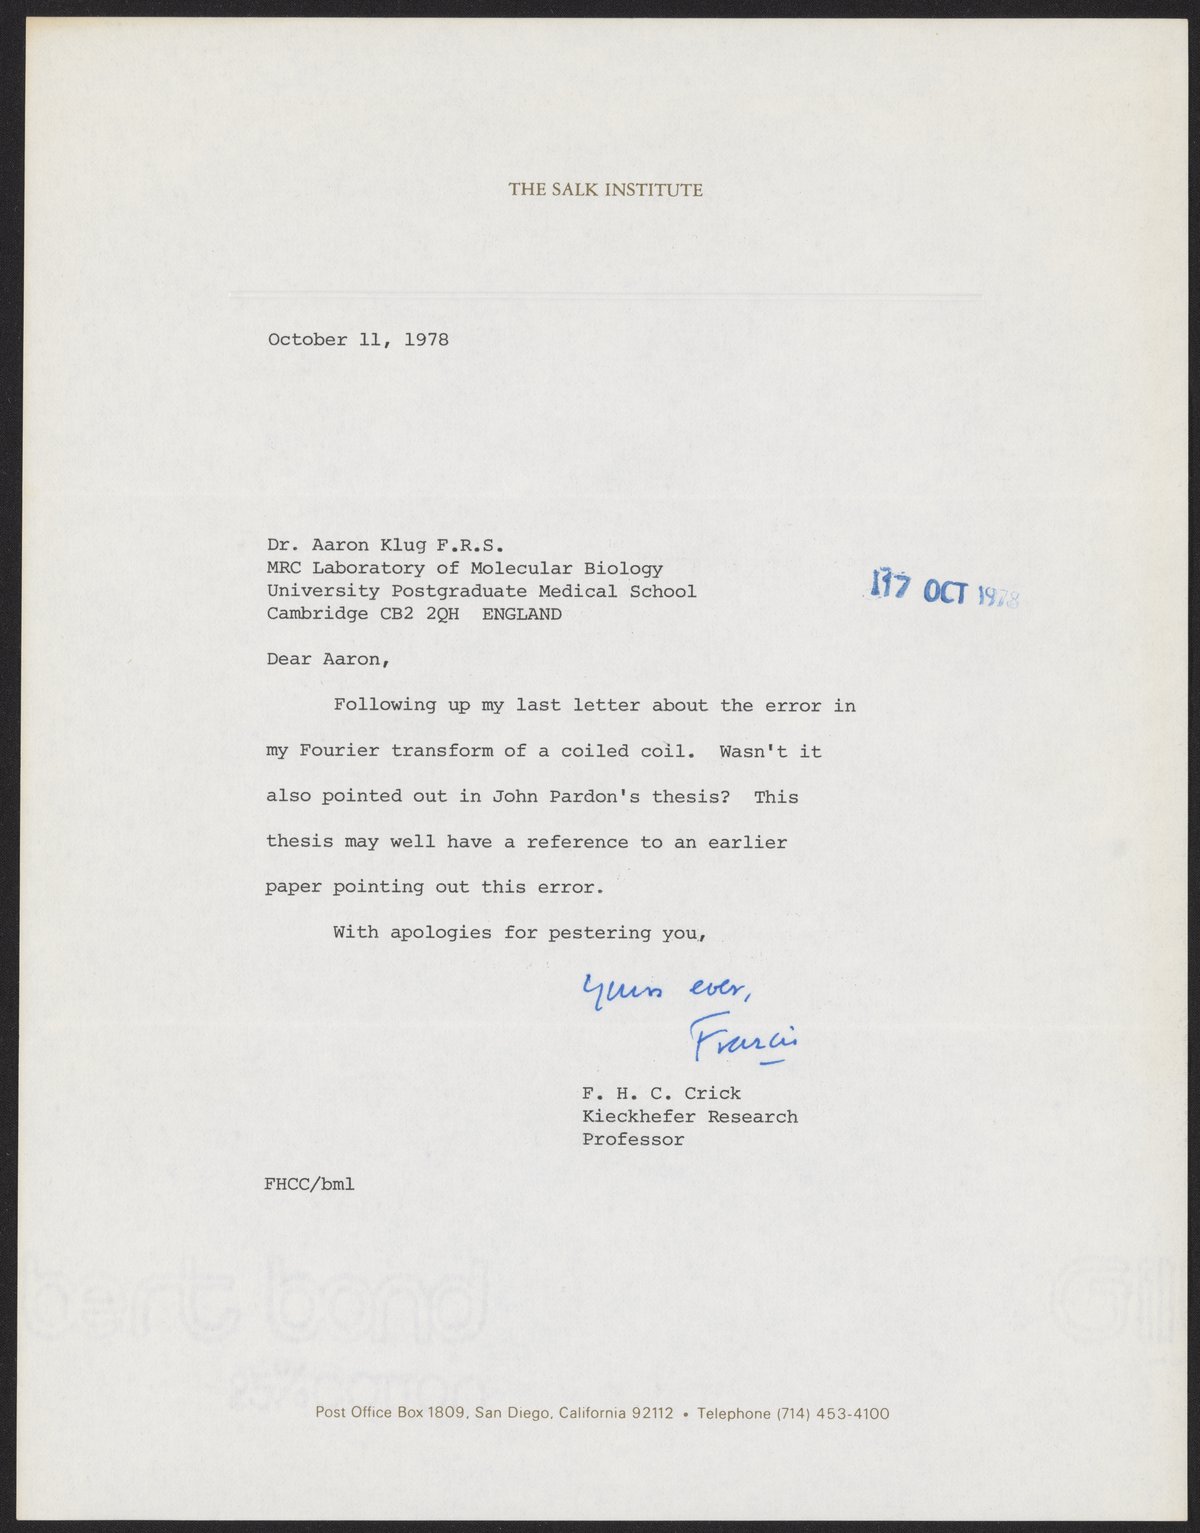 THE SALK INSTITUTE
October 11, 1978
Dr. Aaron Klug F.R.S.
MRC Laboratory of Molecular Biology
University Postgraduate Medical School
Cambridge CB2 2QH ENGLAND
17 OCT 1978
Dear Aaron,
Following up my last letter about the error in
my Fourier transform of a coiled coil. Wasn't it
also pointed out in John Pardon's thesis? This
thesis may well have a reference to an earlier
paper pointing out this error.
With apologies for pestering you,
Yours ever,
Francis
F. H. C. Crick
Kieckhefer Research
Professor
FHCC/bml
bert bond
Gil
Post Office Box 1809, San Diego, California 92112 • Telephone (714) 453-4100